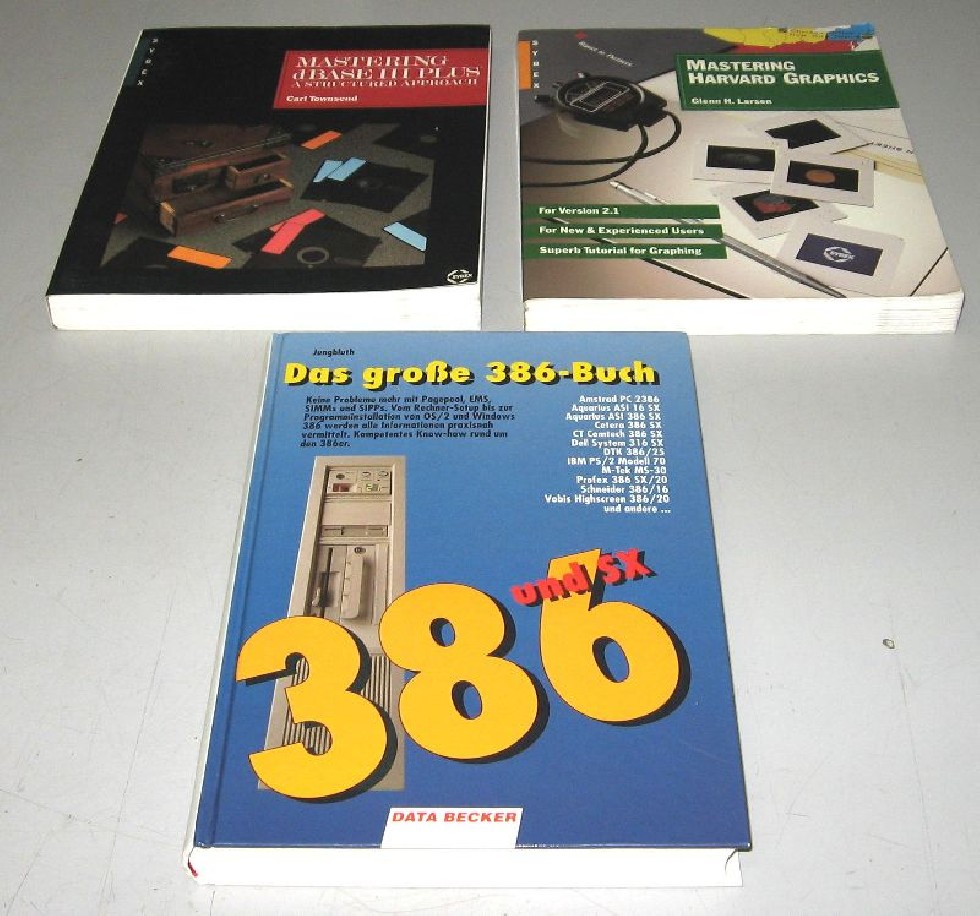 SYBEX
MASTERING
dBASE III PLUS
A STRUCTURED APPROACH
Carl Townsend
SYBEX
SYBEX
MASTERING
HARVARD GRAPHICS
Glenn H. Larsen
For Version 2.1
For New & Experienced Users
Superb Tutorial for Graphing
SYBEX
Jungbluth
Das große 386-Buch
Keine Probleme mehr mit Pagepool, EMS,
SIMMs und SIPPs. Vom Rechner-Setup bis zur
Programminstallation von OS/2 und Windows
386 werden alle Informationen praxisnah
vermittelt. Kompetentes Know-how rund um
den 386er.
Amstrad PC 2386
Aquarius ASI 16 SX
Aquarius ASI 386 SX
Cetera 386 SX
CT Comtech 386 SX
Dell System 316 SX
DTK 386/25
IBM PS/2 Modell 70
M-Tek MS-30
Protex 386 SX/20
Schneider 386/16
Vobis Highscreen 386/20
und andere ...
386
und SX
DATA BECKER